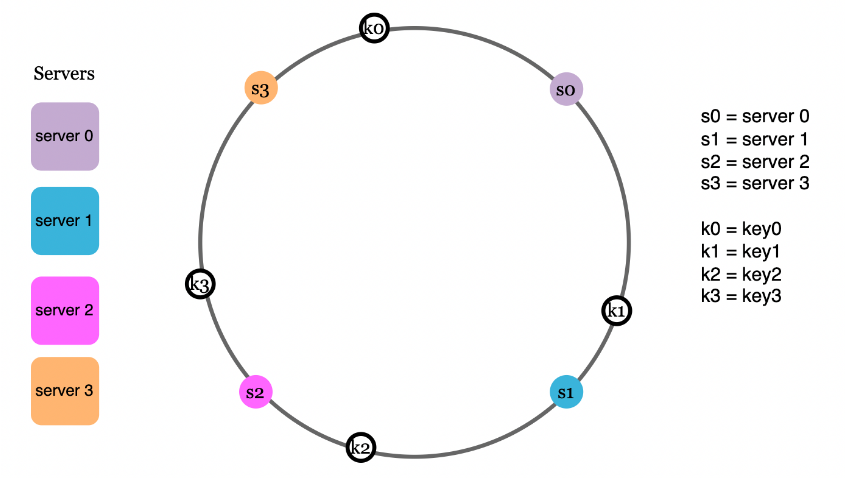 Servers
server 0
server 1
server 2
server 3
k0
s3
s0
k3
k1
s2
s1
k2
s0 = server 0
s1 = server 1
s2 = server 2
s3 = server 3
k0 = key0
k1 = key1
k2 = key2
k3 = key3